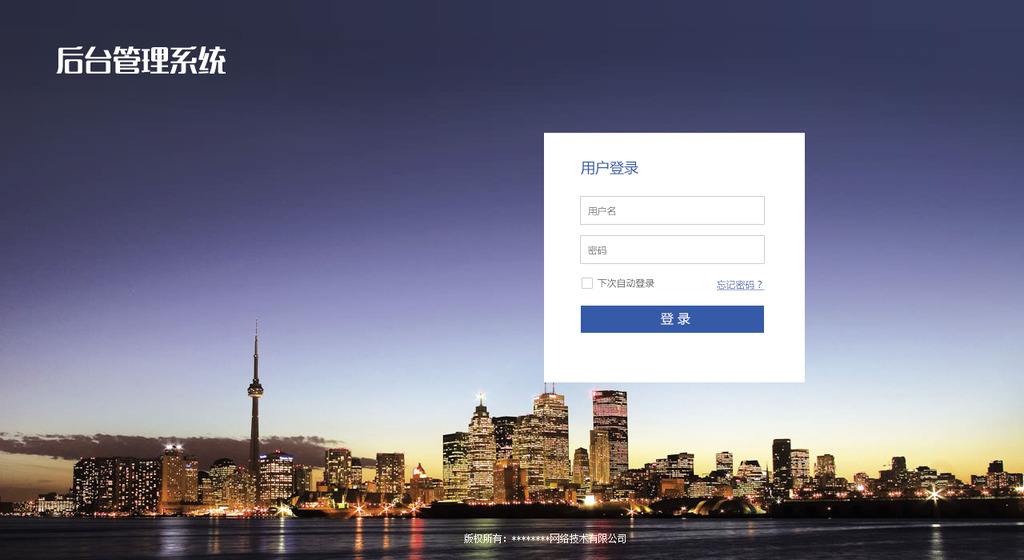 后台管理系统
用户登录
用户名
密码
下次自动登录
忘记密码？
登 录
版权所有：********网络技术有限公司